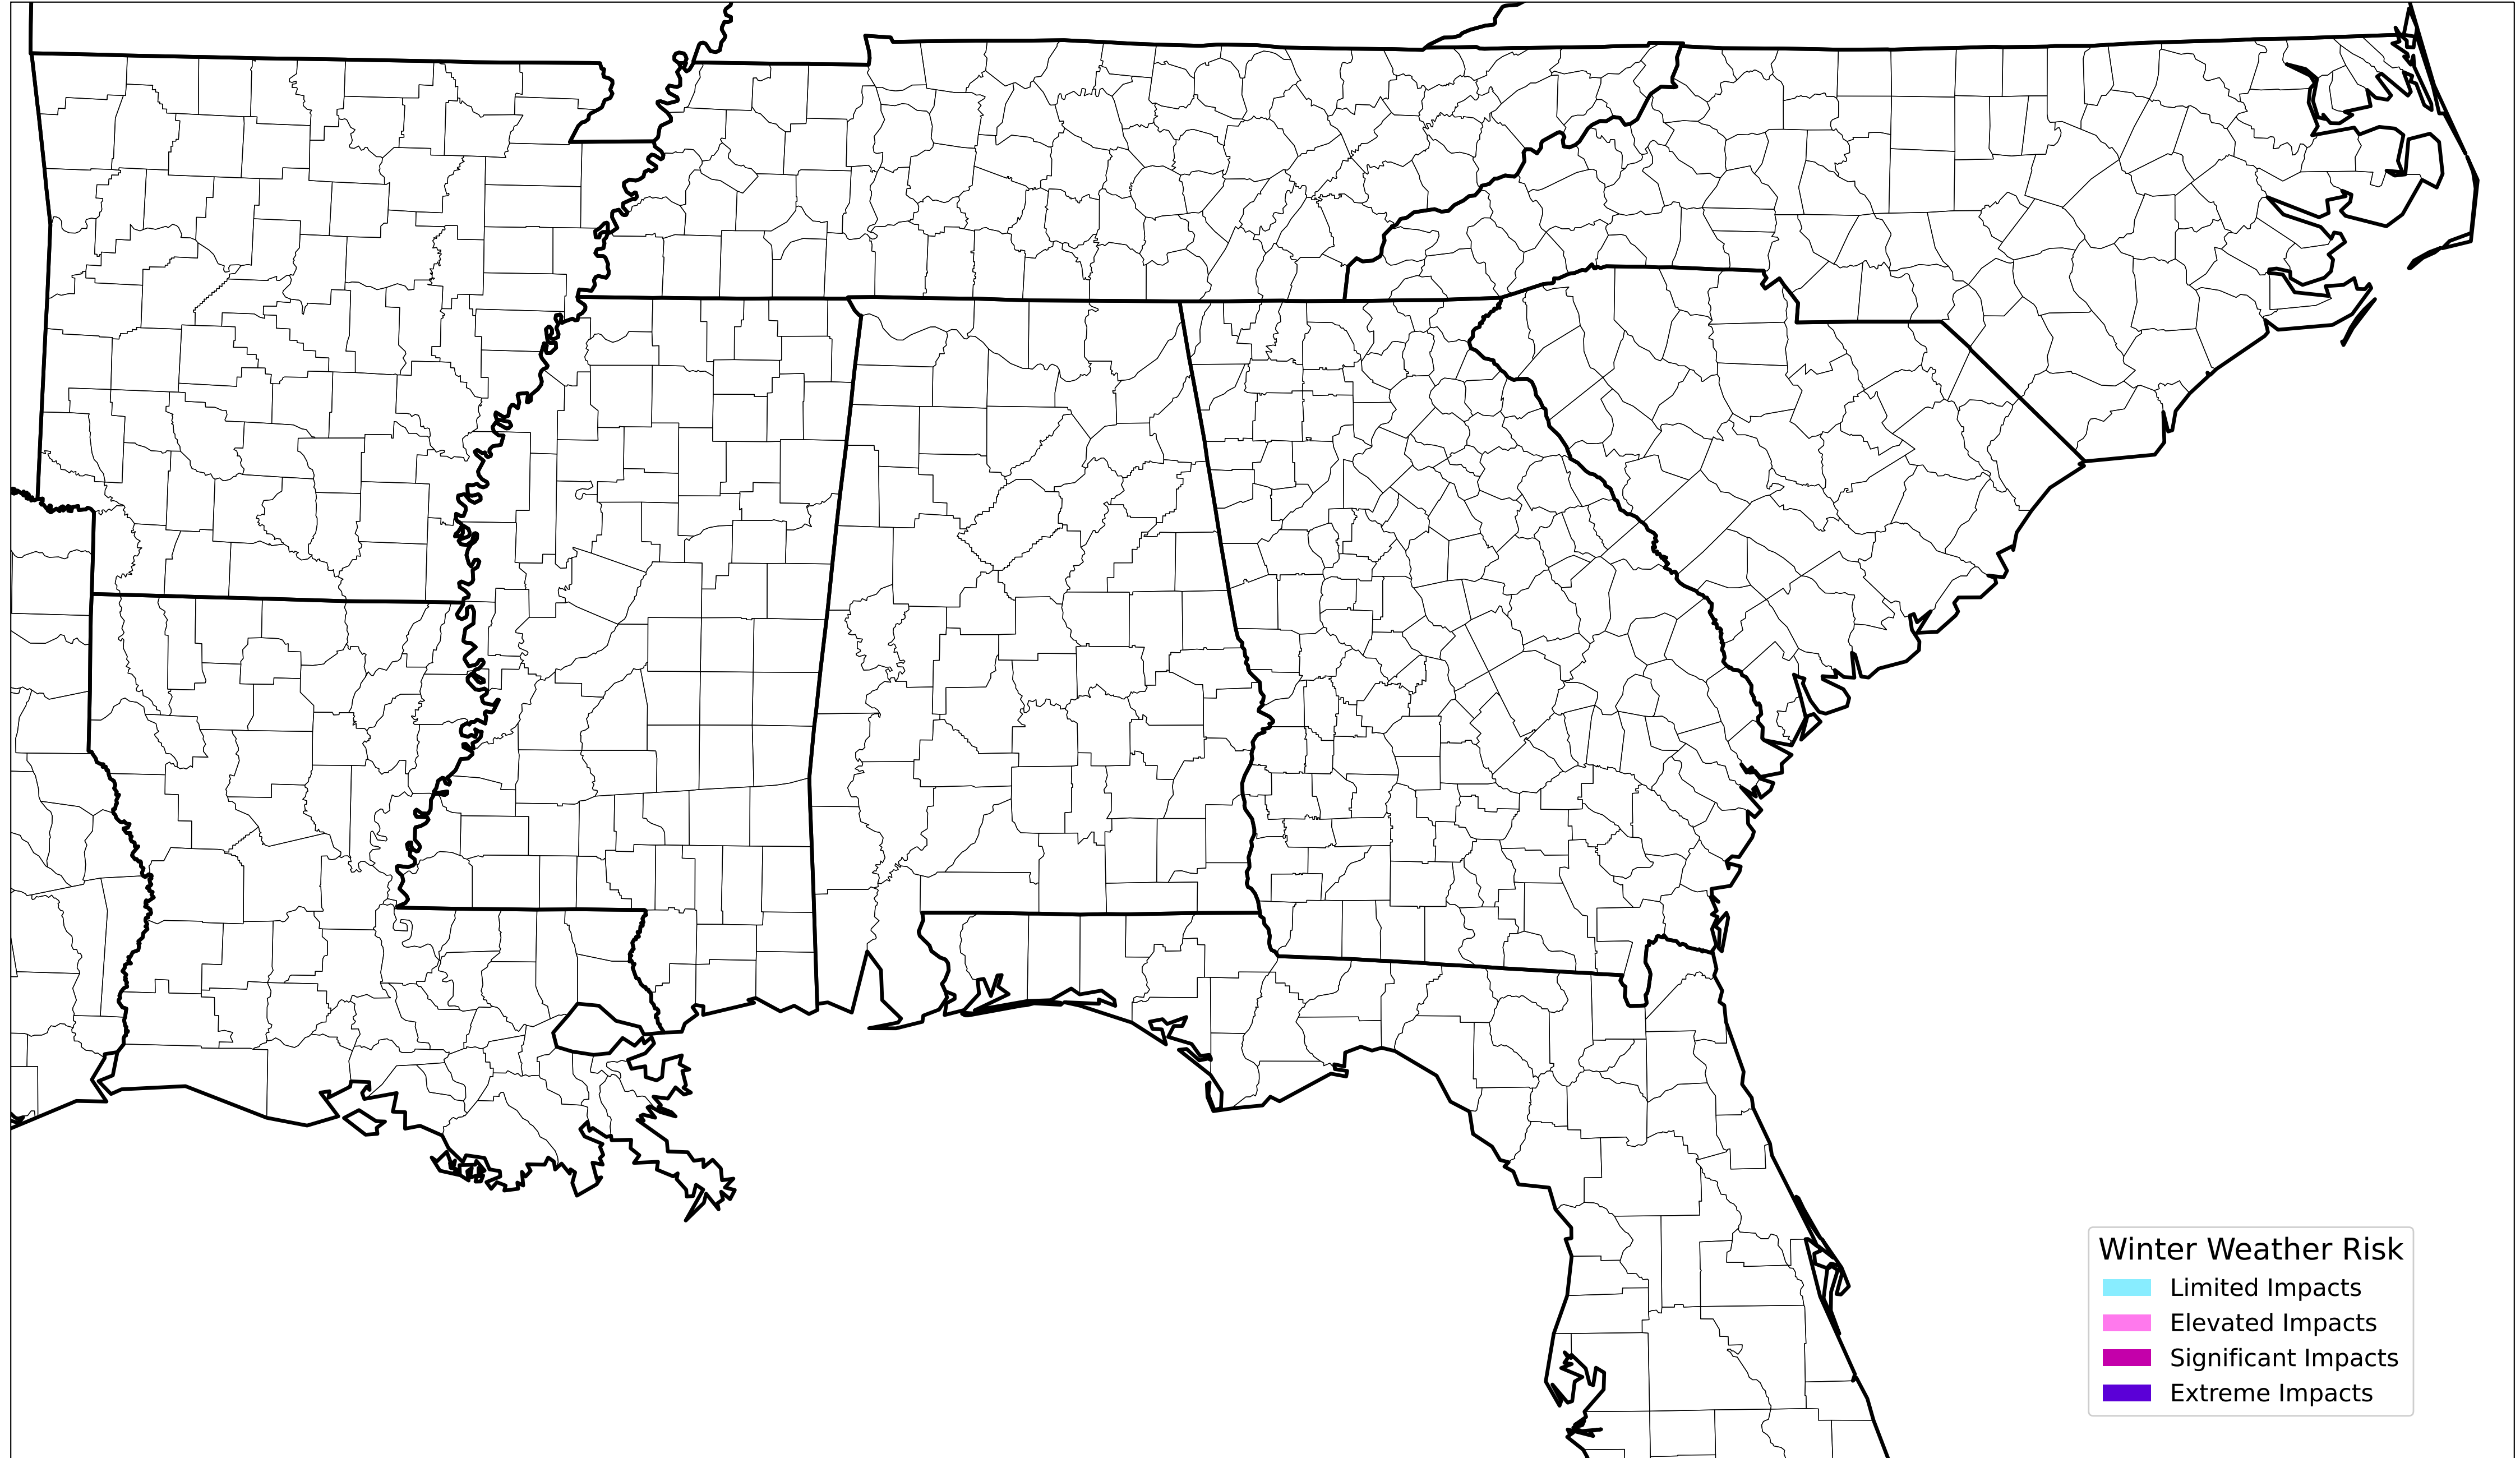 Winter Weather Risk
Limited Impacts
Elevated Impacts
Significant Impacts
Extreme Impacts